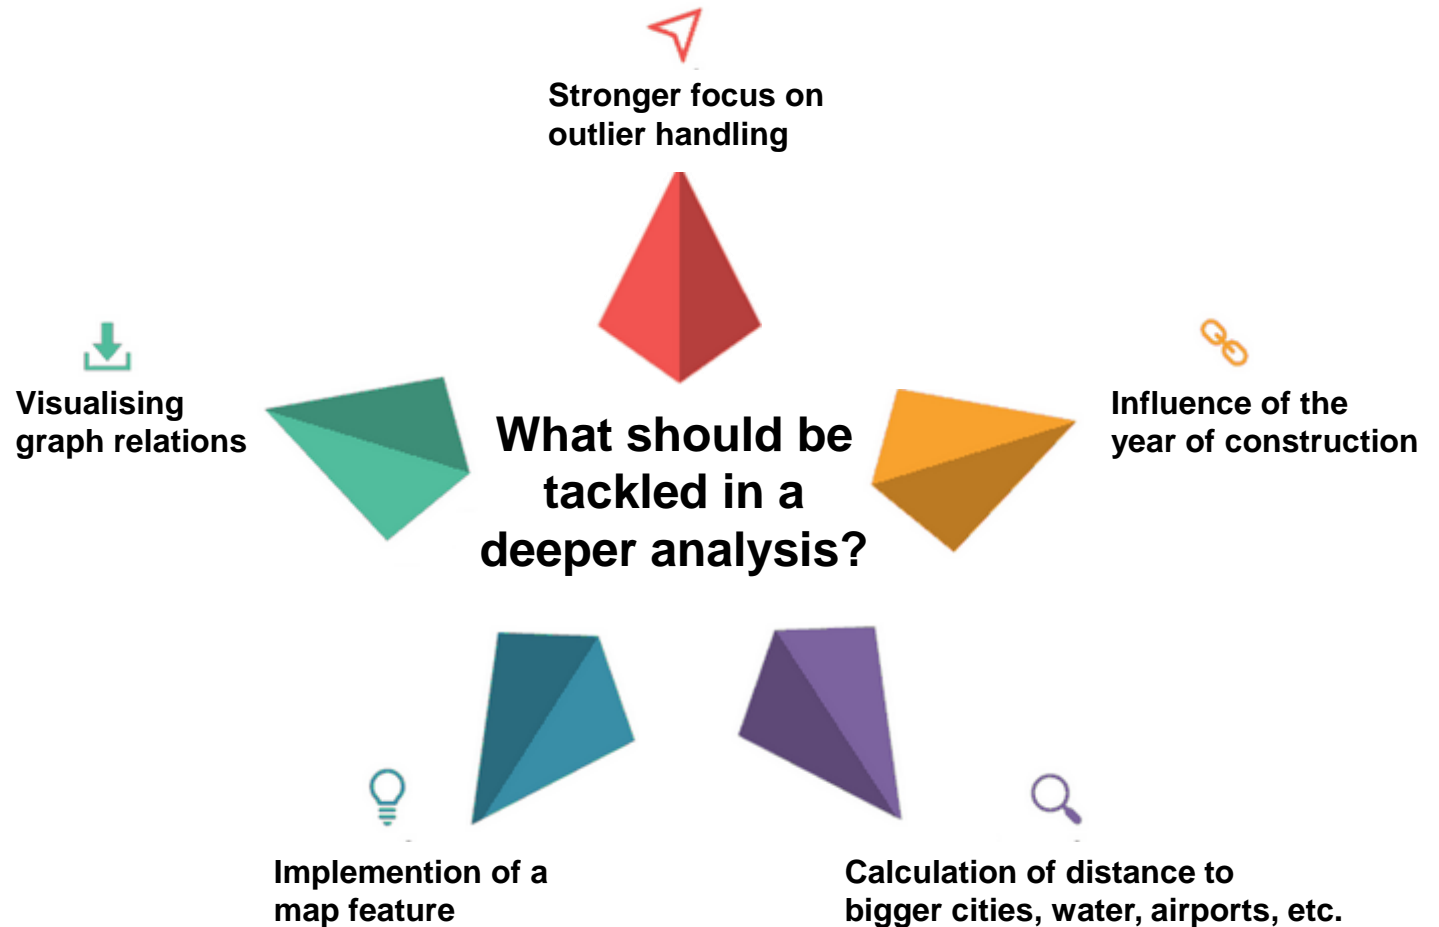 Stronger focus on
outlier handling
Visualising
graph relations
Influence of the
year of construction
What should be
tackled in a
deeper analysis?
Implemention of a
map feature
Calculation of distance to
bigger cities, water, airports, etc.